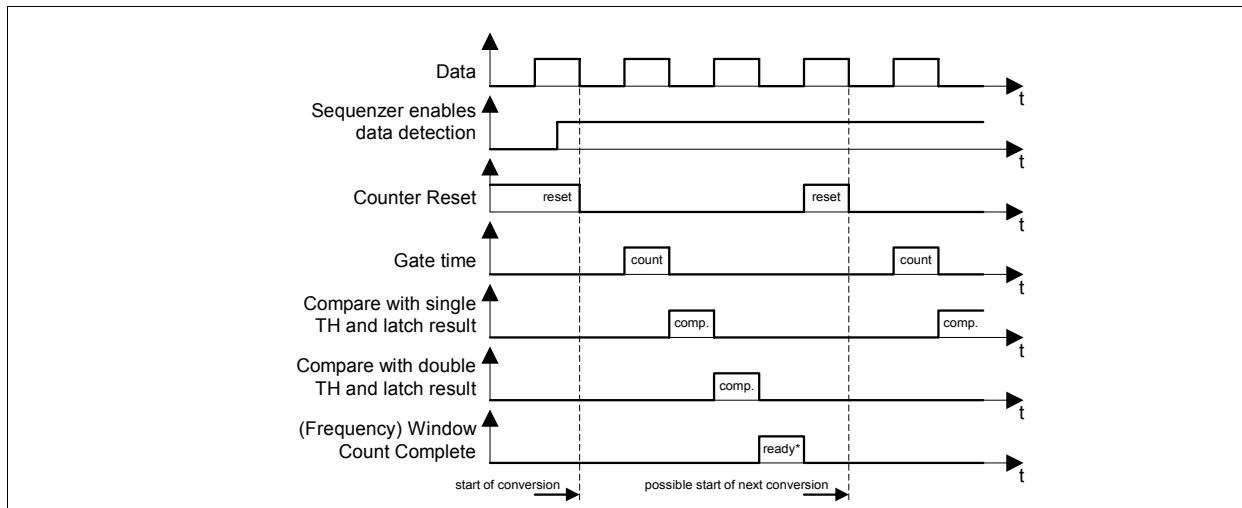 Data
t
Sequenzer enables
data detection
t
Counter Reset
reset
reset
t
Gate time
count
count
t
Compare with single
TH and latch result
comp.
comp.
t
Compare with double
TH and latch result
comp.
t
(Frequency) Window
Count Complete
ready*
t
start of conversion
possible start of next conversion